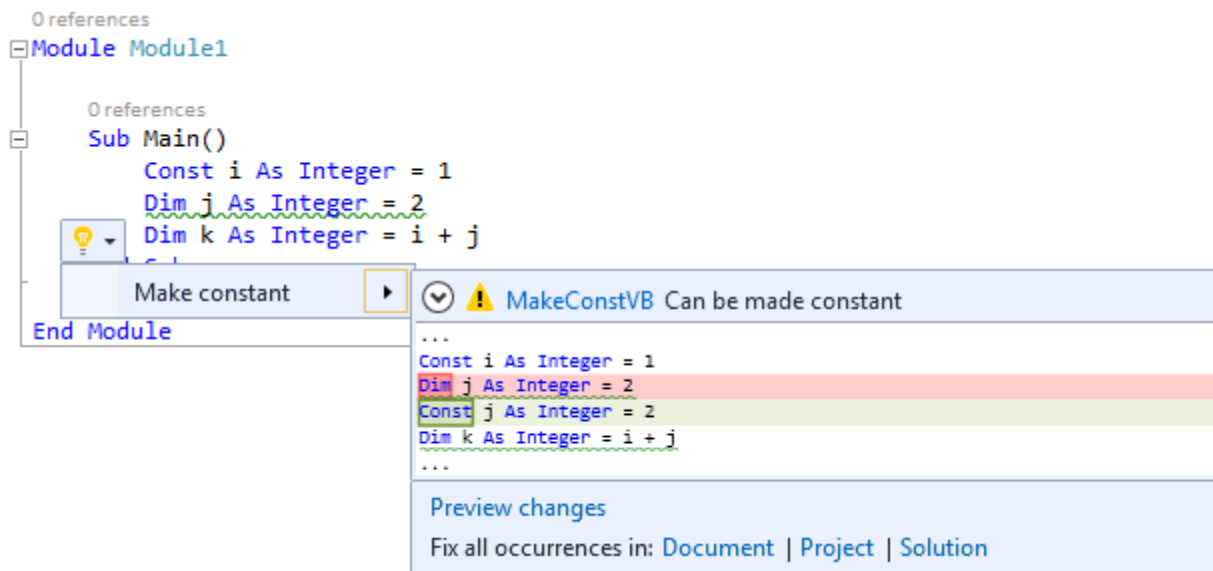 0 references
Module Module1
0 references
Sub Main()
Const i As Integer = 1
Dim j As Integer = 2
Dim k As Integer = i + j
Make constant
End Module
MakeConstVB Can be made constant
...
Const i As Integer = 1
Dim j As Integer = 2
Const j As Integer = 2
Dim k As Integer = i + j
...
Preview changes
Fix all occurrences in: Document | Project | Solution